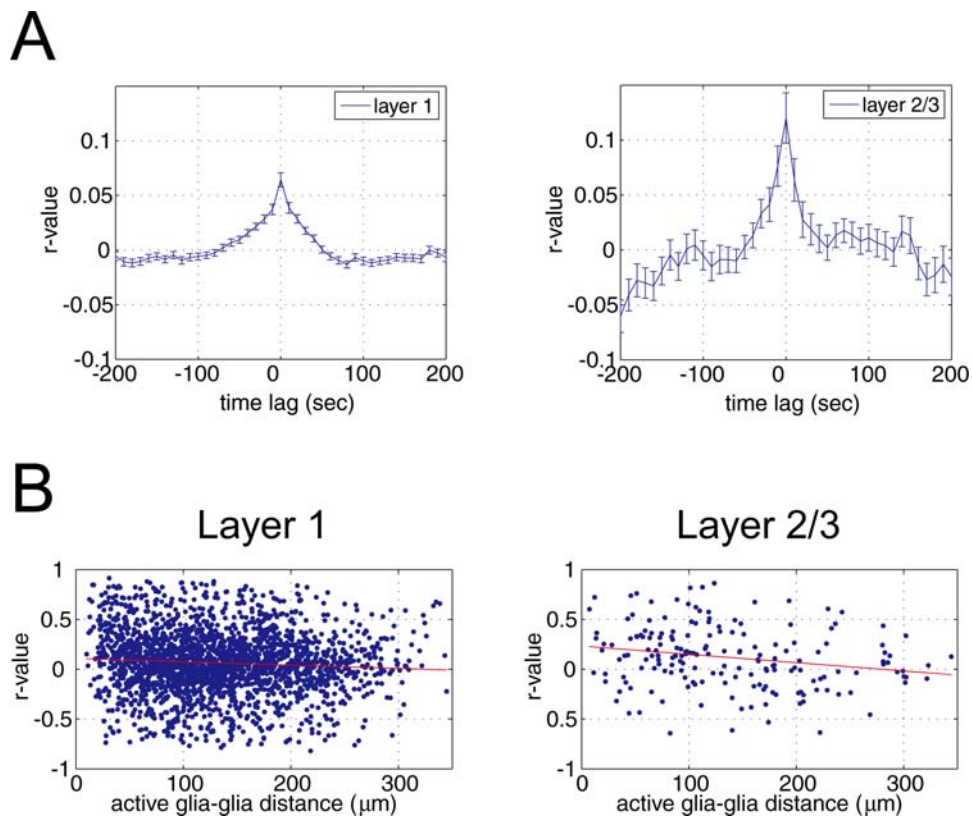 A
layer 1
layer 2/3
0.1
0.05
0
-0.05
-0.1
r-value
-200
-100
0
100
200
time lag (sec)
0.1
0.05
0
-0.05
-0.1
r-value
-200
-100
0
100
200
time lag (sec)
B
Layer 1
Layer 2/3
1
0.5
0
0.5
-1
r-value
0
100
200
300
active glia-glia distance (μm)
1
0.5
0
0.5
-1
r-value
0
100
200
300
active glia-glia distance (μm)